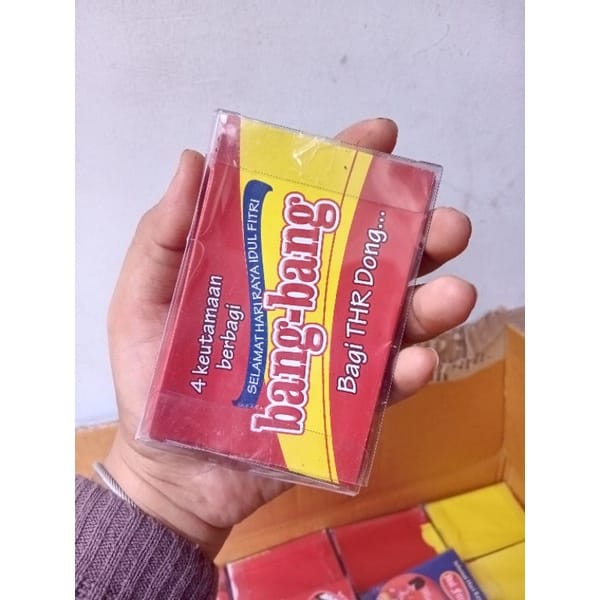 4 keutamaan
berbagi
SELAMAT HARI RAYA IDUL FITRI
bang-bang
Bagi THR Dong...